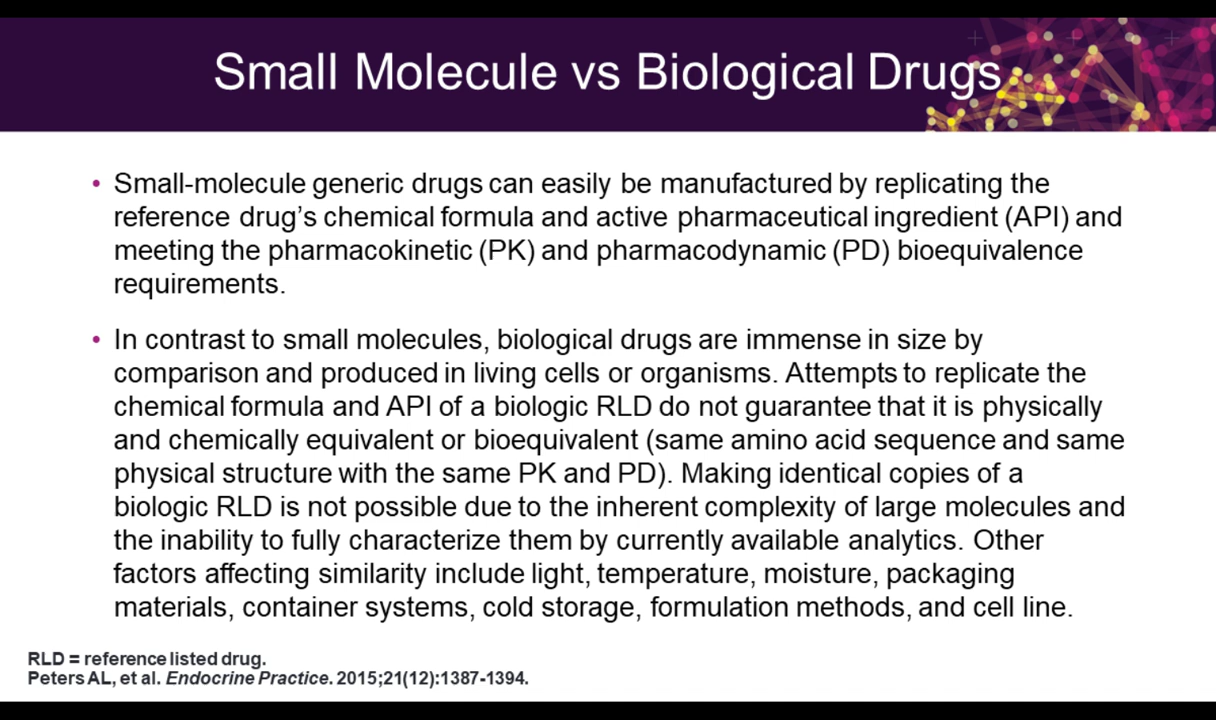 Small Molecule vs Biological Drugs
• Small-molecule generic drugs can easily be manufactured by replicating the
reference drug’s chemical formula and active pharmaceutical ingredient (API) and
meeting the pharmacokinetic (PK) and pharmacodynamic (PD) bioequivalence
requirements.
• In contrast to small molecules, biological drugs are immense in size by
comparison and produced in living cells or organisms. Attempts to replicate the
chemical formula and API of a biologic RLD do not guarantee that it is physically
and chemically equivalent or bioequivalent (same amino acid sequence and same
physical structure with the same PK and PD). Making identical copies of a
biologic RLD is not possible due to the inherent complexity of large molecules and
the inability to fully characterize them by currently available analytics. Other
factors affecting similarity include light, temperature, moisture, packaging
materials, container systems, cold storage, formulation methods, and cell line.
RLD = reference listed drug.
Peters AL, et al. Endocrine Practice. 2015;21(12):1387-1394.